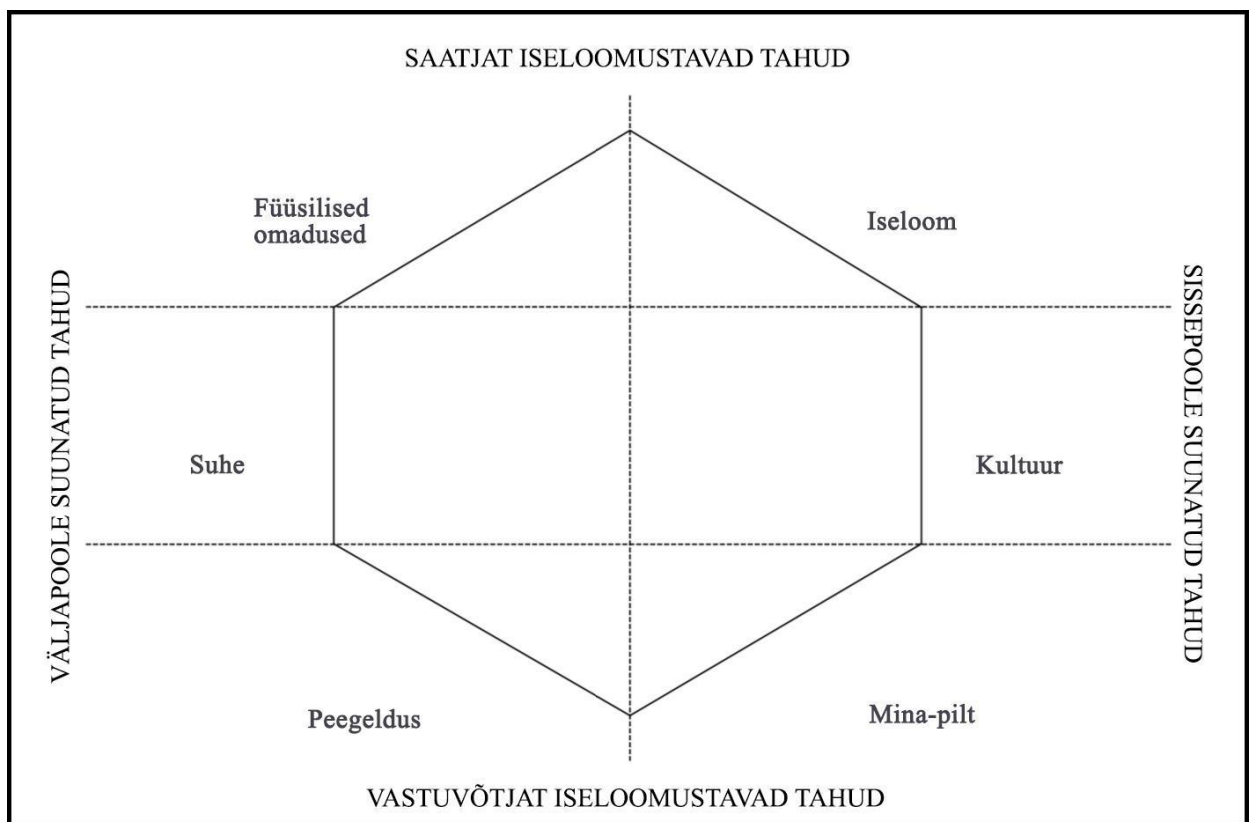 SAATJAT ISELOOMUSTAVAD TAHUD
Füüsilised
omadused
Iseloom
VÄLJAPOOLE SUUNATUD TAHUD
SISSSEPOOLE SUUNATUD TAHUD
Suhe
Kultuur
Peegeldus
Mina-pilt
VASTUVÕTJAT ISELOOMUSTAVAD TAHUD